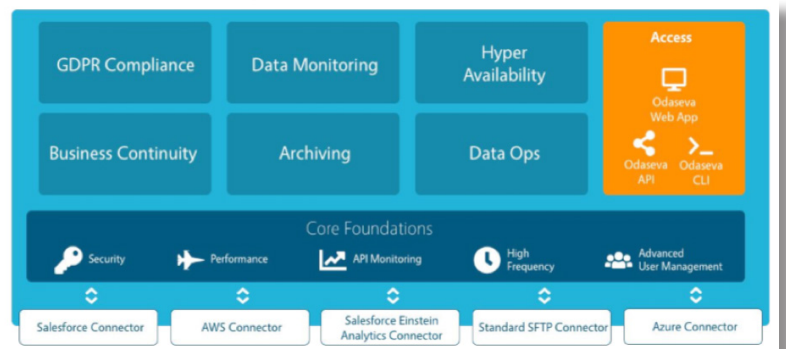 GDPR Compliance
Data Monitoring
Hyper
Availability
Access
Odaseva
Web App
Business Continuity
Archiving
Data Ops
Odaseva
API
Odaseva
CLI
Core Foundations
Security
Performance
API Monitoring
High
Frequency
Advanced
User Management
Salesforce Connector
AWS Connector
Salesforce Einstein
Analytics Connector
Standard SFTP Connector
Azure Connector